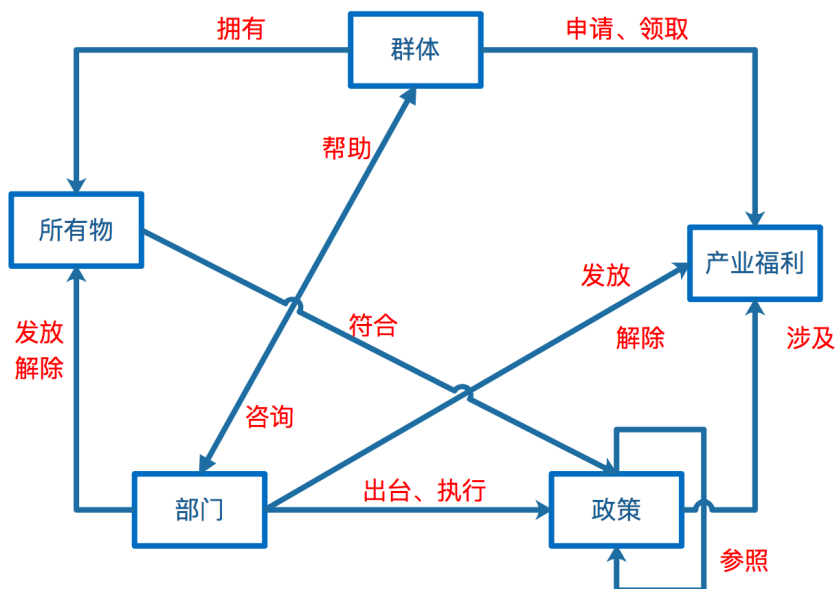 拥有
群体
申请、领取
帮助
所有物
产业福利
发放
发放
解除
符合
解除
涉及
咨询
部门
出台、执行
政策
参照